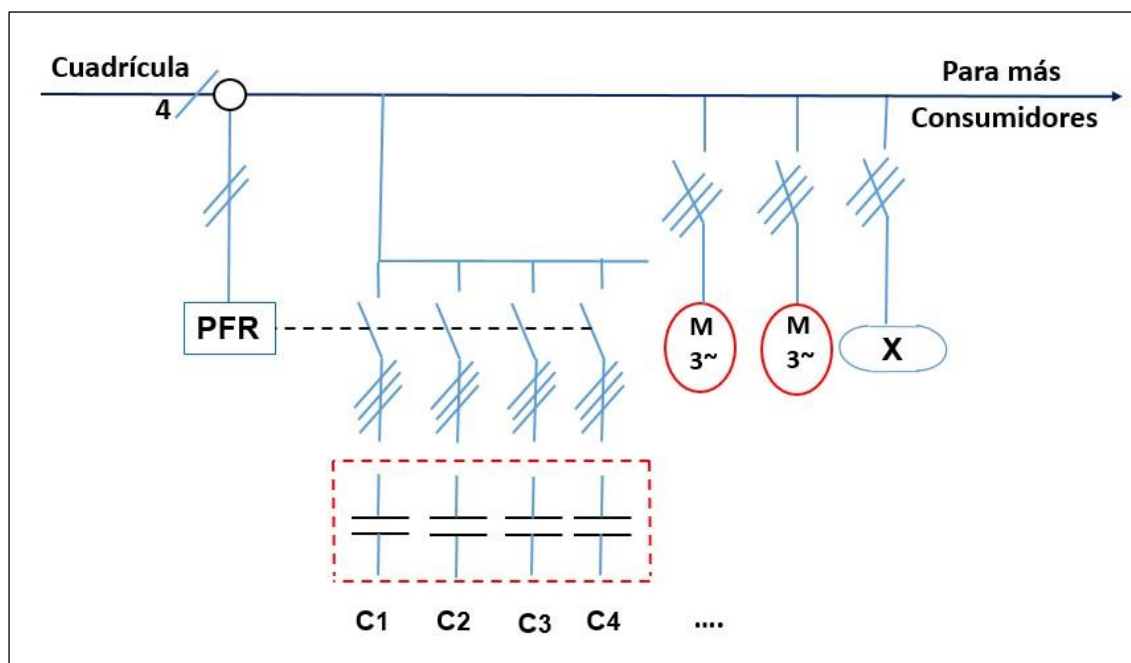 Cuadrícula
4
Para más
Consumidores
PFR
M
3~
M
3~
X
C1
C2
C3
C4
....